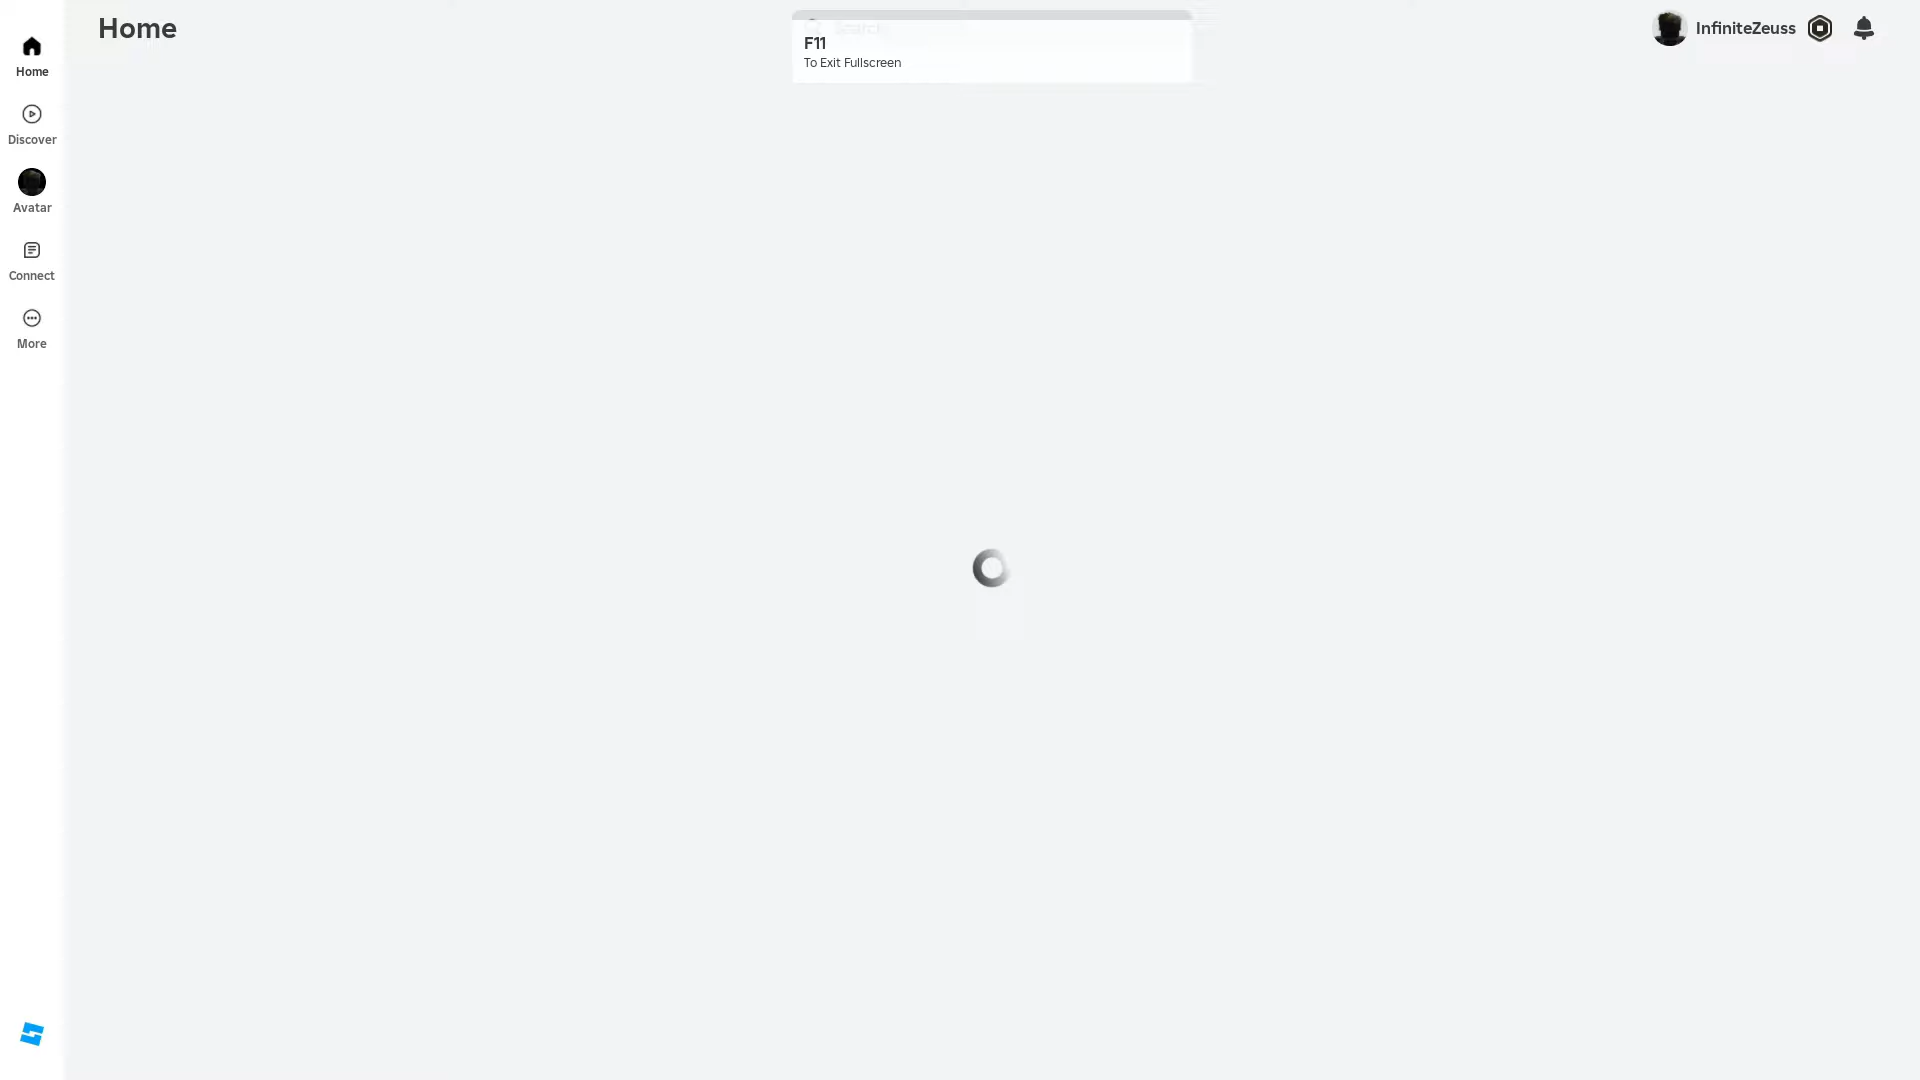 Home
F11
To Exit Fullscreen
InfiniteZeuss
Home
Discover
Avatar
Connect
More